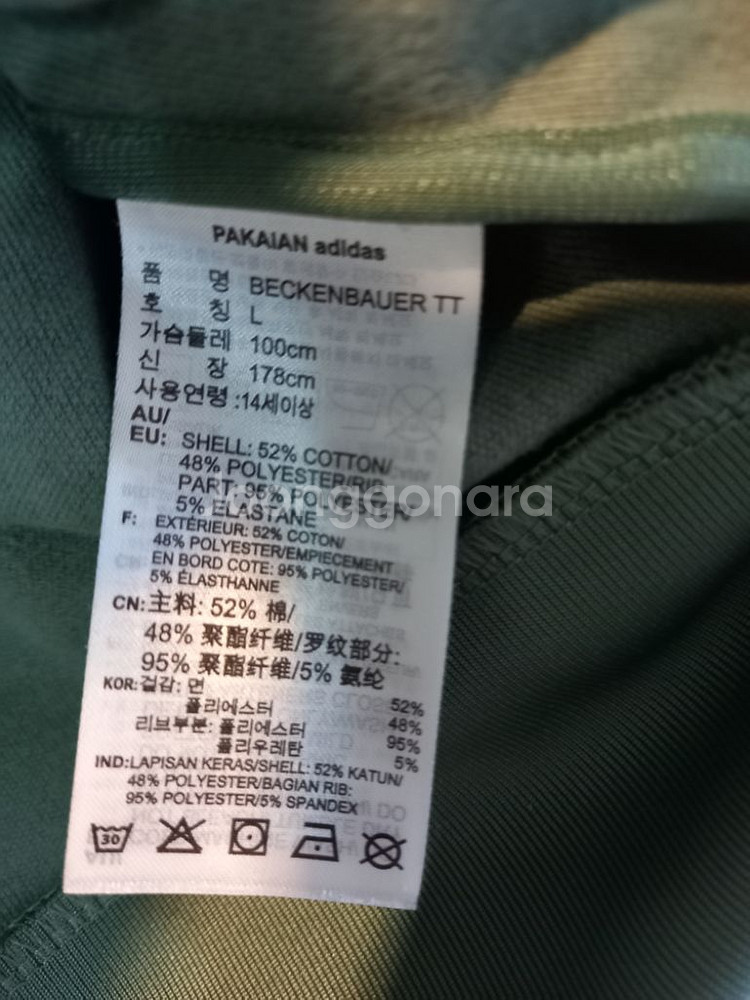 PAKAIAN adidas
품 명 BECKENBAUER TT
호 칭 L
가슴둘레 100cm
신 장 178cm
사용연령 :14세이상
AU/
EU: SHELL: 52% COTTON/
48% POLYESTER/RIB
PART: 95% POLYESTER/
5% ELASTANE
F: EXTÉRIEUR: 52% COTON/
48% POLYESTER/EMPIECEMENT
EN BORD COTE: 95% POLYESTER/
5% ÉLASTHANNE
CN: 主料: 52% 棉/
48% 聚酯纤维/罗纹部分:
95% 聚酯纤维/5% 氨纶
KOR: 겉감: 면 52%
폴리에스터 48%
리브부분: 폴리에스터 95%
폴리우레탄 5%
IND: LAPISAN KERAS/SHELL: 52% KATUN/
48% POLYESTER/BAGIAN RIB:
95% POLYESTER/5% SPANDEX
30
joonggonara